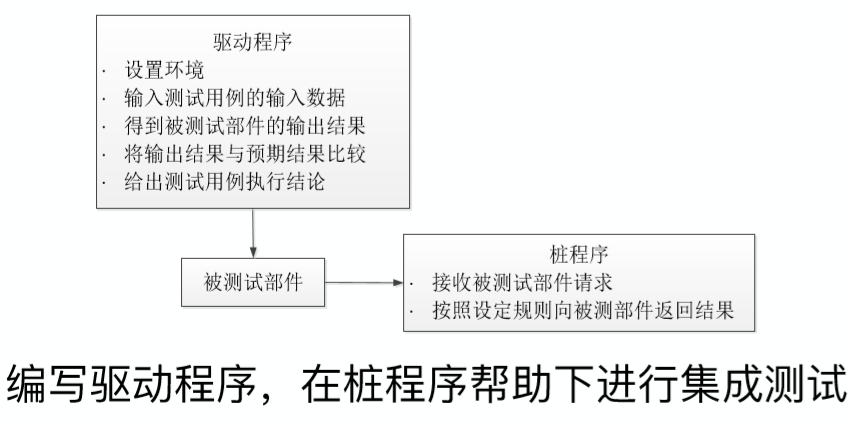 驱动程序
· 设置环境
· 输入测试用例的输入数据
· 得到被测试部件的输出结果
· 将输出结果与预期结果比较
· 给出测试用例执行结论
被测试部件
桩程序
· 接收被测试部件请求
· 按照设定规则向被测部件返回结果
编写驱动程序，在桩程序帮助下进行集成测试